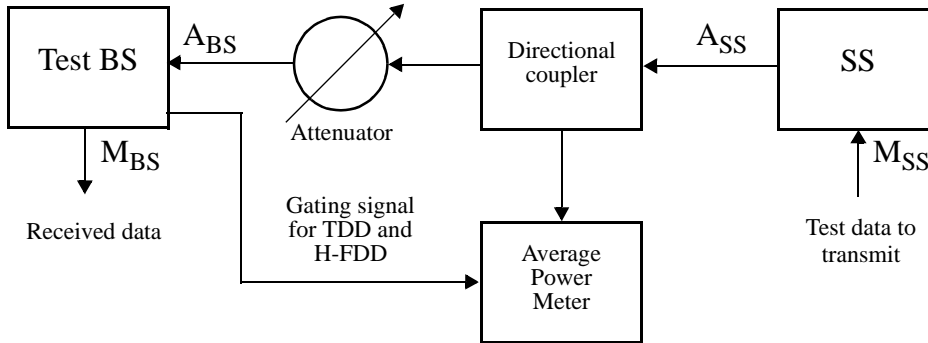 Test BS
A_BS
Attenuator
Directional
coupler
A_SS
SS
M_BS
Received data
Gating signal
for TDD and
H-FDD
Average
Power
Meter
M_SS
Test data to
transmit